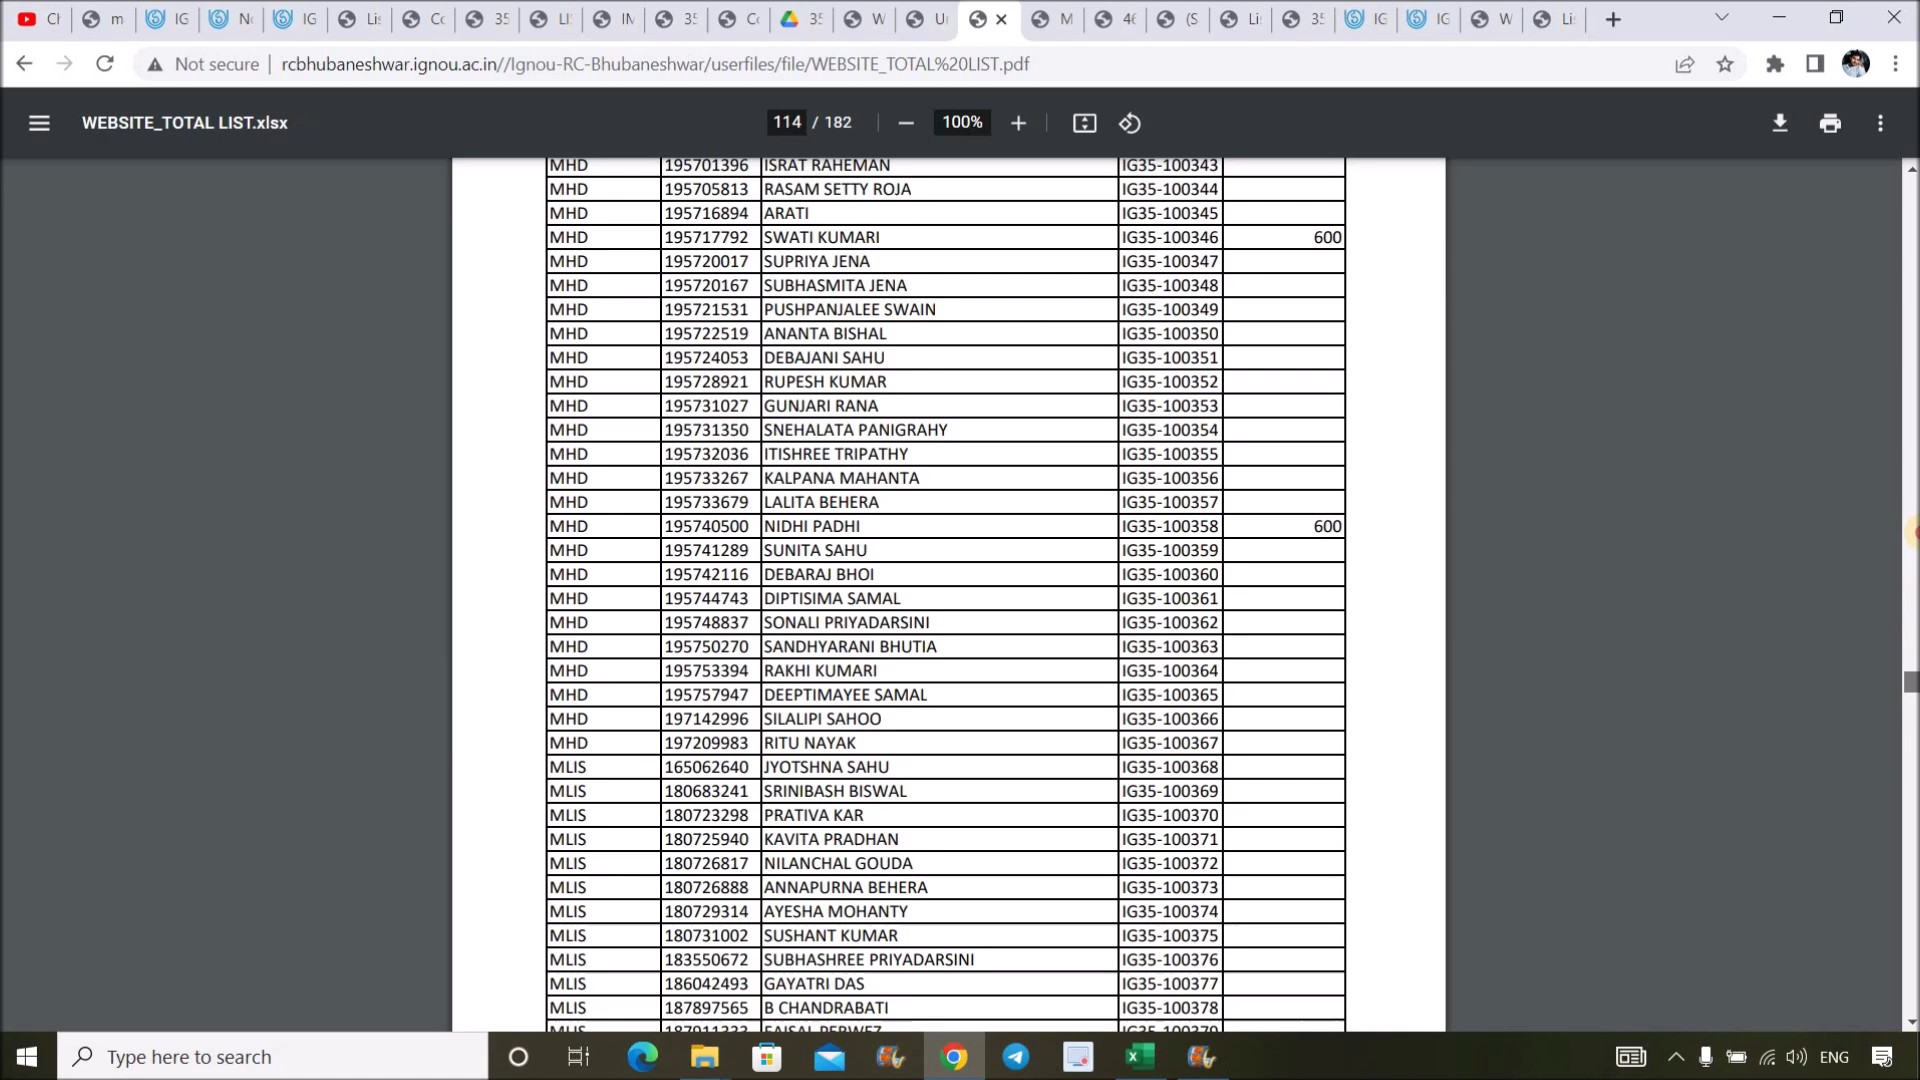 Not secure rcbhubaneshwar.ignou.ac.in//Ignou-RC-Bhubaneshwar/userfiles/file/WEBSITE_TOTAL%20LIST.pdf
WEBSITE_TOTAL LIST.xlsx 114 / 182 100%
MHD 195701396 ISRAT RAHEMAN IG35-100343
MHD 195705813 RASAM SETTY ROJA IG35-100344
MHD 195716894 ARATI IG35-100345
MHD 195717792 SWATI KUMARI IG35-100346 600
MHD 195720017 SUPRIYA JENA IG35-100347
MHD 195720167 SUBHASMITA JENA IG35-100348
MHD 195721531 PUSHPANJALEE SWAIN IG35-100349
MHD 195722519 ANANTA BISHAL IG35-100350
MHD 195724053 DEBAJANI SAHU IG35-100351
MHD 195728921 RUPESH KUMAR IG35-100352
MHD 195731027 GUNJARI RANA IG35-100353
MHD 195731350 SNEHALATA PANIGRAHY IG35-100354
MHD 195732036 ITISHREE TRIPATHY IG35-100355
MHD 195733267 KALPANA MAHANTA IG35-100356
MHD 195733679 LALITA BEHERA IG35-100357
MHD 195740500 NIDHI PADHI IG35-100358 600
MHD 195741289 SUNITA SAHU IG35-100359
MHD 195742116 DEBARAJ BHOI IG35-100360
MHD 195744743 DIPTISIMA SAMAL IG35-100361
MHD 195748837 SONALI PRIYADARSINI IG35-100362
MHD 195750270 SANDHYARANI BHUTIA IG35-100363
MHD 195753394 RAKHI KUMARI IG35-100364
MHD 195757947 DEEPTIMAYEE SAMAL IG35-100365
MHD 197142996 SILALIPI SAHOO IG35-100366
MHD 197209983 RITU NAYAK IG35-100367
MLIS 165062640 JYOTSHNA SAHU IG35-100368
MLIS 180683241 SRINIBASH BISWAL IG35-100369
MLIS 180723298 PRATIVA KAR IG35-100370
MLIS 180725940 KAVITA PRADHAN IG35-100371
MLIS 180726817 NILANCHAL GOUDA IG35-100372
MLIS 180726888 ANNAPURNA BEHERA IG35-100373
MLIS 180729314 AYESHA MOHANTY IG35-100374
MLIS 180731002 SUSHANT KUMAR IG35-100375
MLIS 183550672 SUBHASHREE PRIYADARSINI IG35-100376
MLIS 186042493 GAYATRI DAS IG35-100377
MLIS 187897565 B CHANDRABATI IG35-100378
MLIS 187911333 FAISAL PERWEZ IG35-100379
Type here to search ENG